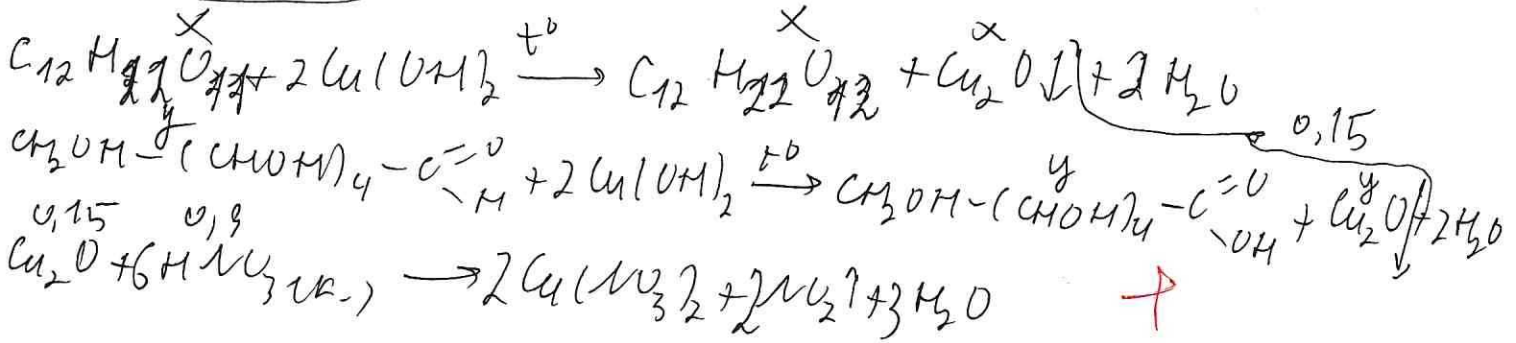 x x x
C₁₂H₂₂O₁₁ + 2Cu(OH)₂ —t°→ C₁₂H₂₂O₁₂ + Cu₂O↓ + 2H₂O
0,15
y y y
CH₂OH-(CHOH)₄-C(=O)(-H) + 2Cu(OH)₂ —t°→ CH₂OH-(CHOH)₄-C(=O)(-OH) + Cu₂O↓ + 2H₂O
0,15 0,9
Cu₂O + 6HNO₃(к.) → 2Cu(NO₃)₂ + 2NO₂↑ + 3H₂O +